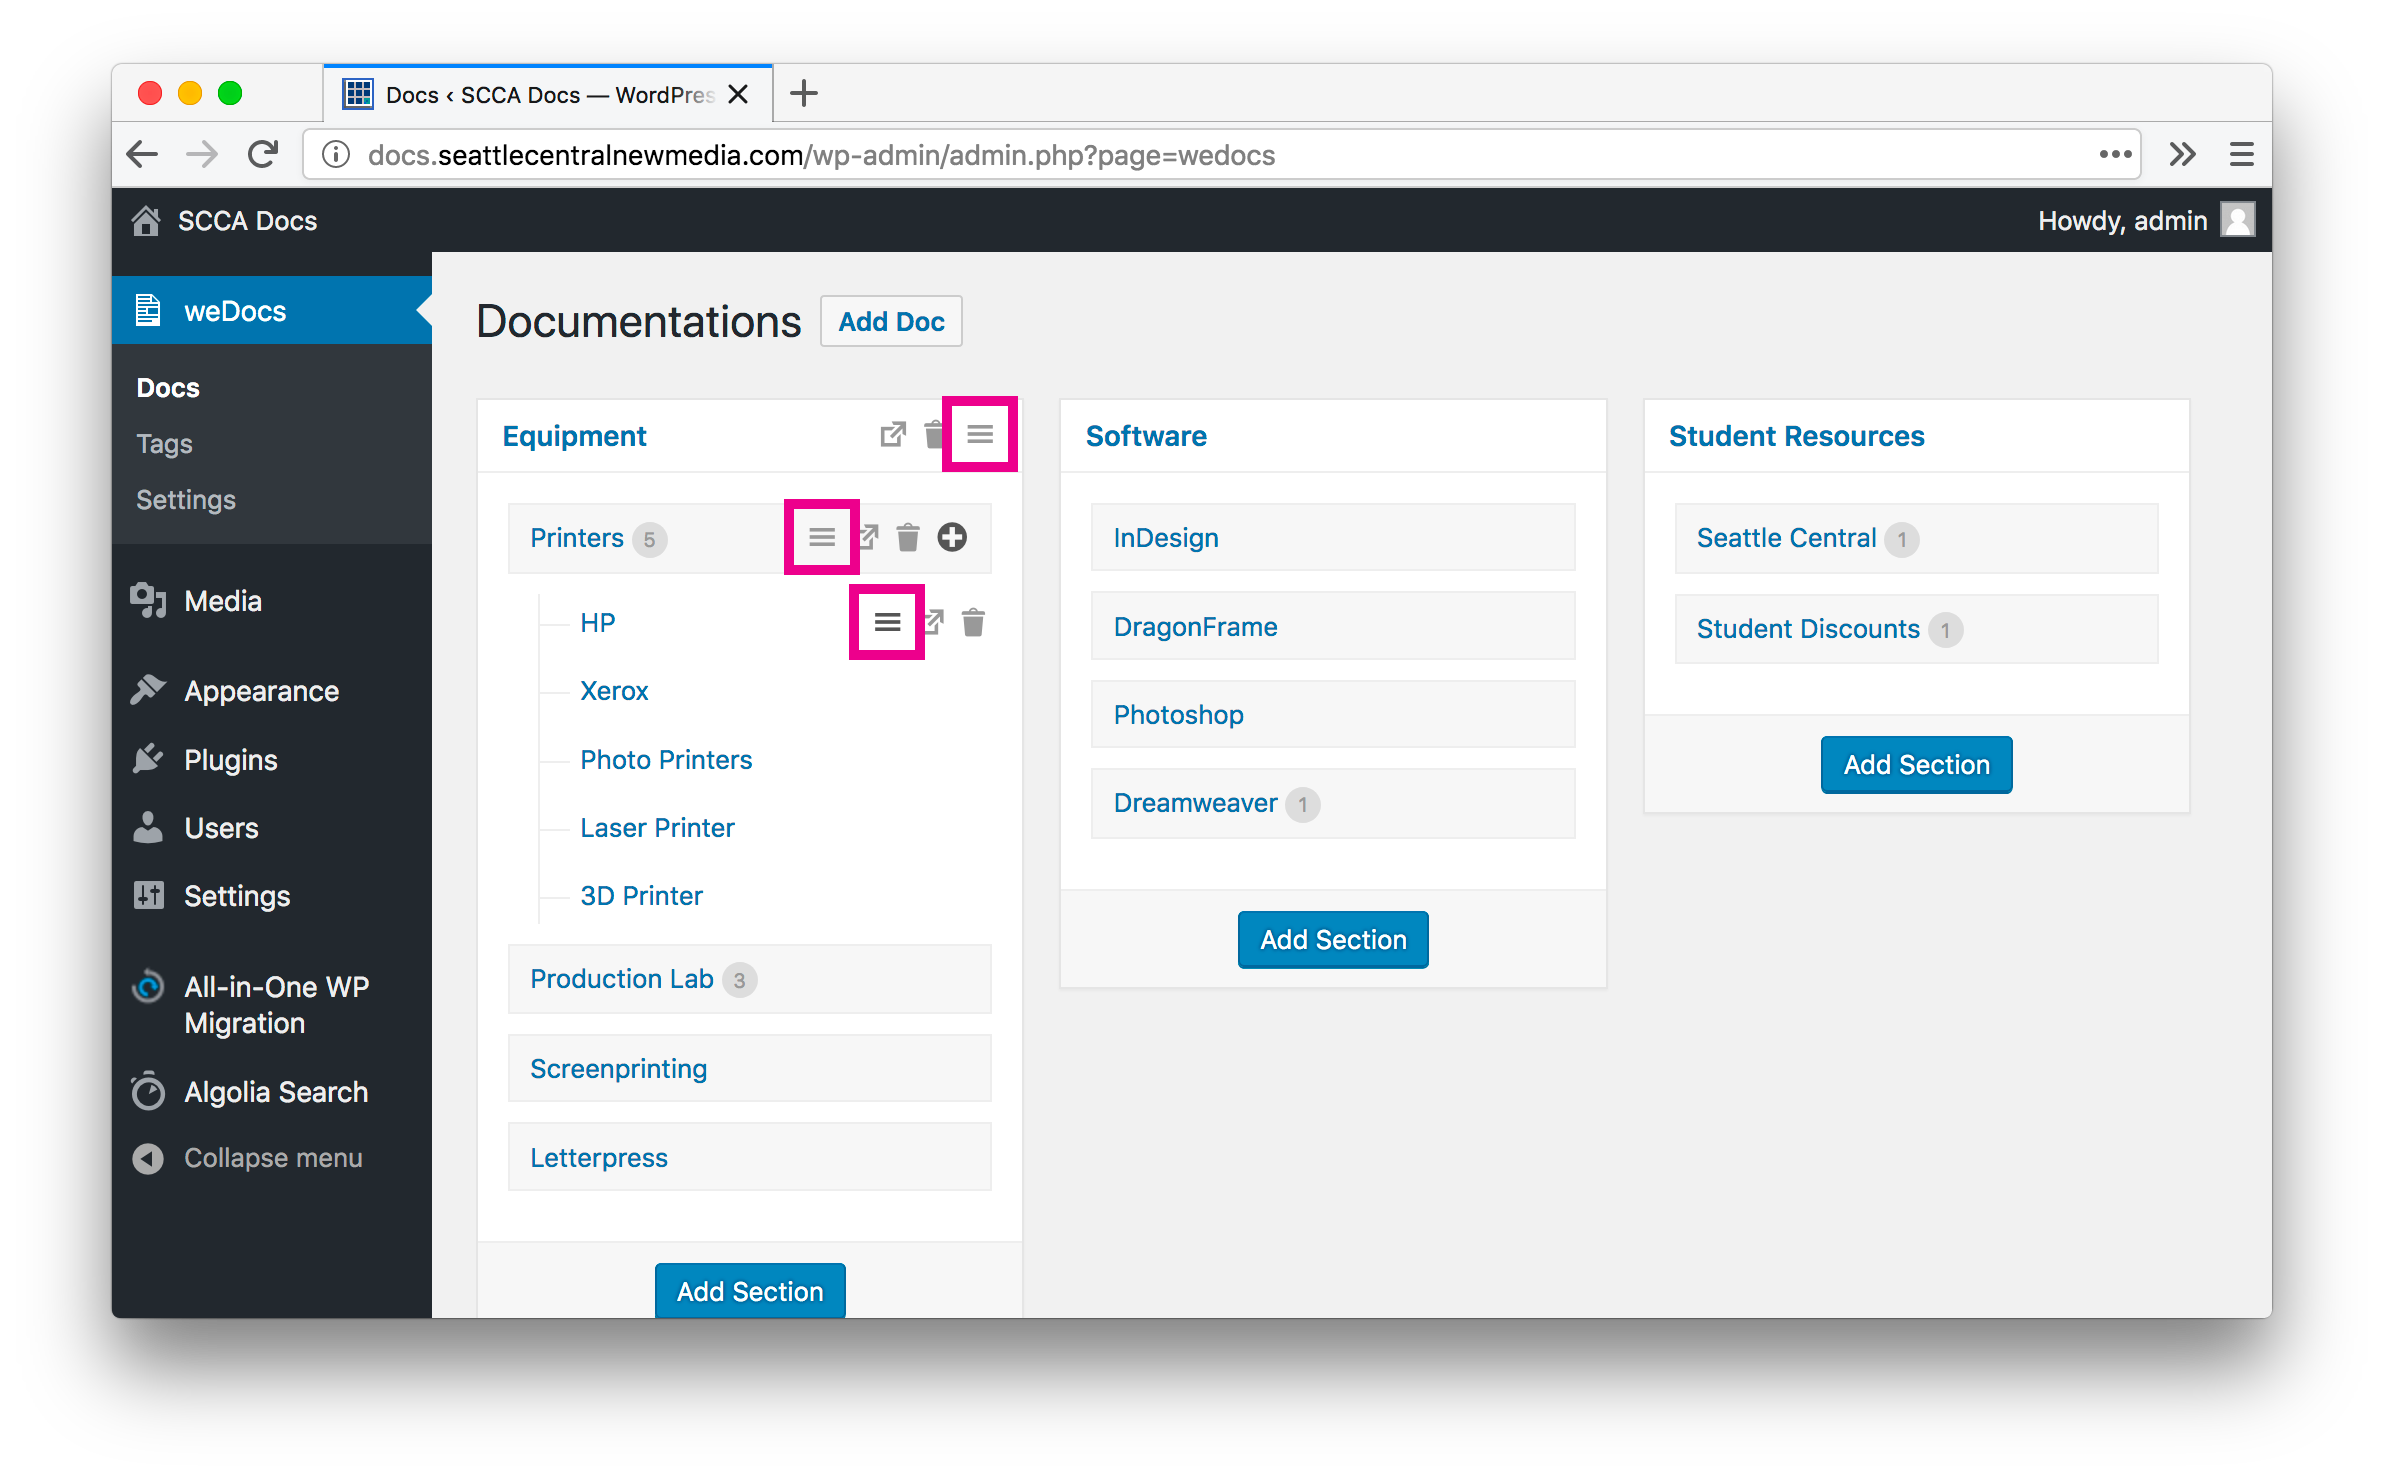 Docs ‹ SCCA Docs — WordPres
docs.seattlecentralnewmedia.com/wp-admin/admin.php?page=wedocs
SCCA Docs
Howdy, admin
weDocs
Docs
Tags
Settings
Media
Appearance
Plugins
Users
Settings
All-in-One WP
Migration
Algolia Search
Collapse menu
Documentations
Add Doc
Equipment
Printers 5
HP
Xerox
Photo Printers
Laser Printer
3D Printer
Production Lab 3
Screenprinting
Letterpress
Add Section
Software
InDesign
DragonFrame
Photoshop
Dreamweaver 1
Add Section
Student Resources
Seattle Central 1
Student Discounts 1
Add Section